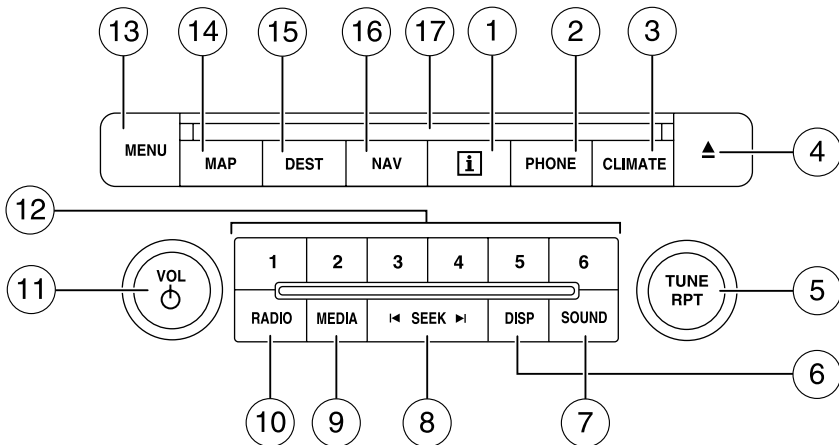 13 14 15 16 17 1 2 3
MENU MAP DEST NAV i PHONE CLIMATE 4
12
1 2 3 4 5 6
11 VOL TUNE RPT 5
RADIO MEDIA SEEK DISP SOUND
6
10 9 8 7